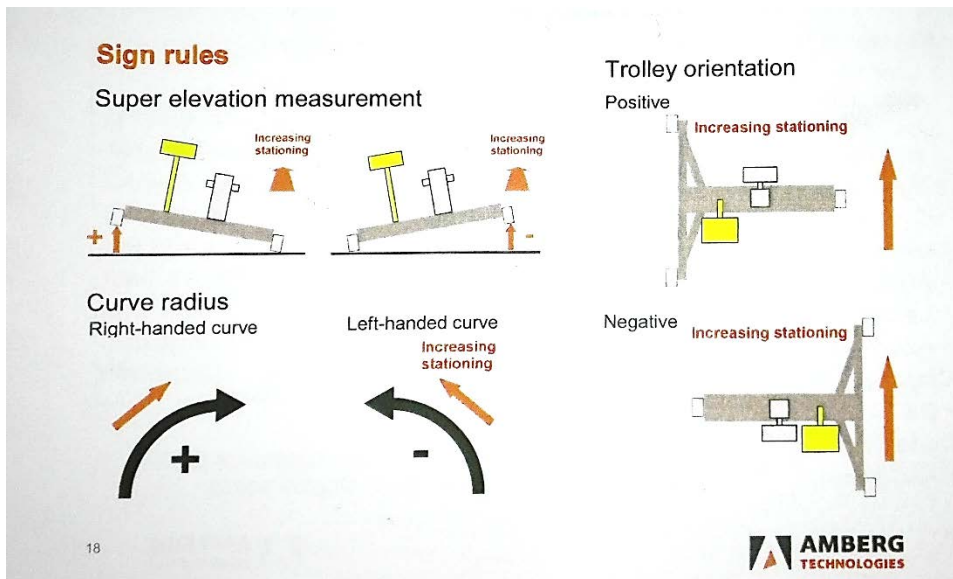 Sign rules
Super elevation measurement
Increasing
stationing
+
Increasing
stationing
-
Curve radius
Right-handed curve
+
Left-handed curve
Increasing
stationing
-
Trolley orientation
Positive
Increasing stationing
Negative
Increasing stationing
18
AMBERG
TECHNOLOGIES